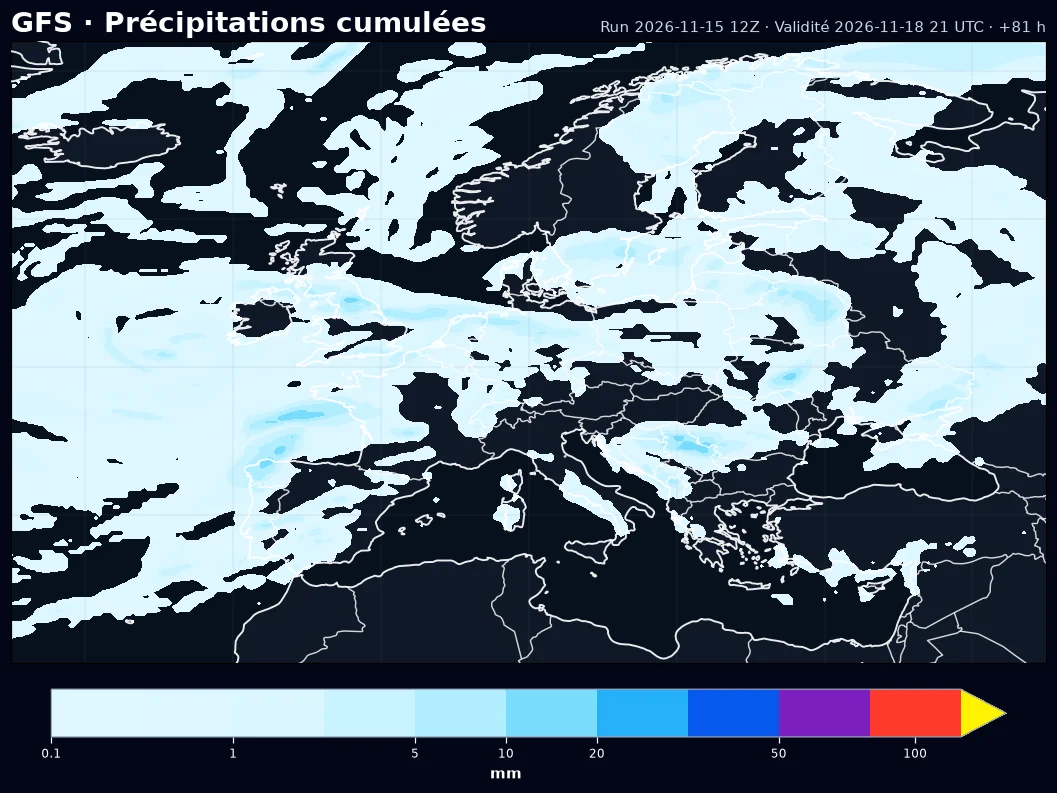 GFS · Précipitations cumulées
Run 2026-11-15 12Z · Validité 2026-11-18 21 UTC · +81 h
0.1 1 5 10 20 50 100
mm